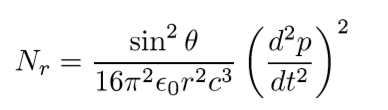 N_r = \frac{\sin^2 \theta}{16\pi^2 \epsilon_0 r^2 c^3} \left( \frac{d^2 p}{dt^2} \right)^2